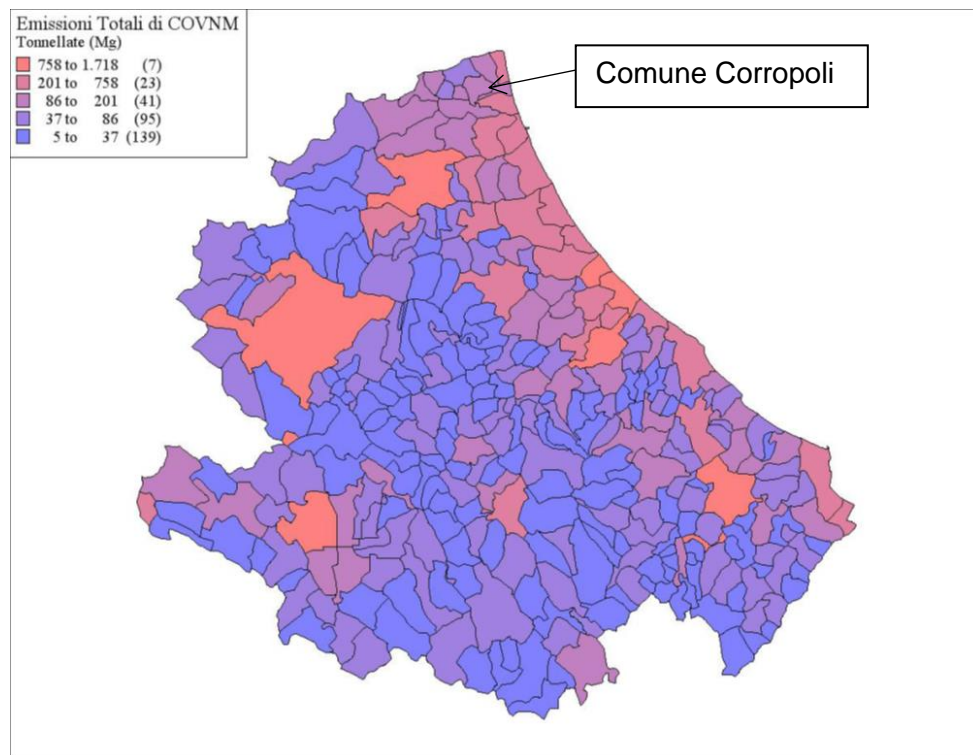 Emissioni Totali di COVNM
Tonnellate (Mg)
758 to 1.718 (7)
201 to 758 (23)
86 to 201 (41)
37 to 86 (95)
5 to 37 (139)
Comune Corropoli